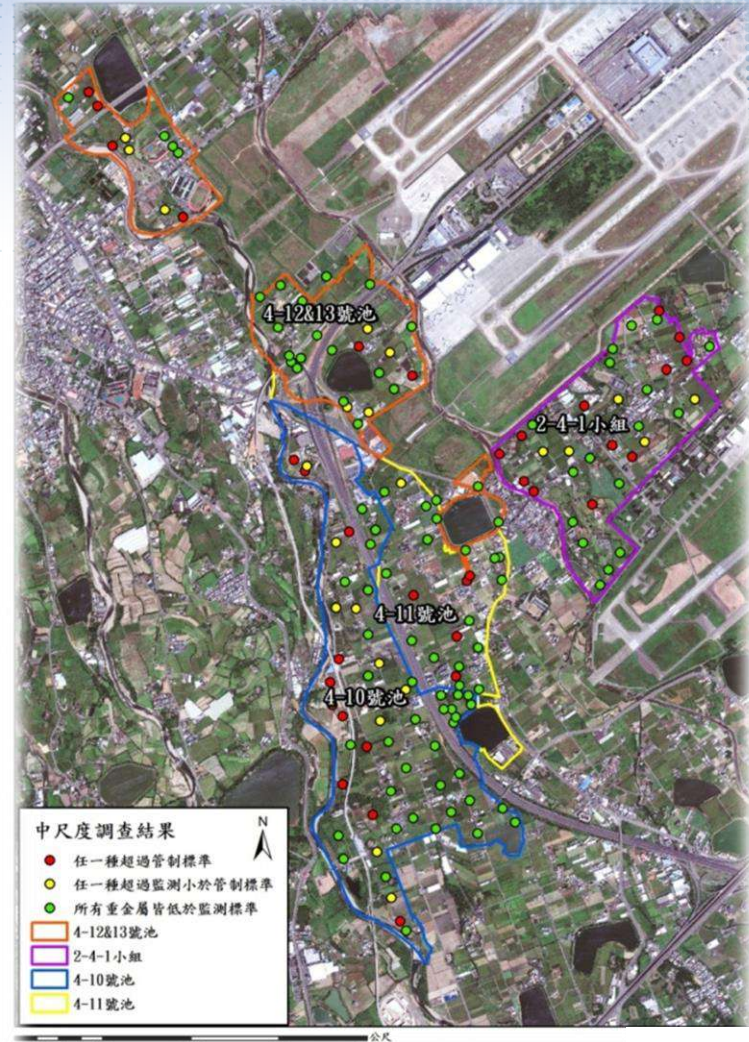 4-12&13號池
2-4-1小組
4-11號池
4-10號池
中尺度調查結果
N
任一種超過管制標準
任一種超過監測小於管制標準
所有重金屬皆低於監測標準
4-12&13號池
2-4-1小組
4-10號池
4-11號池
公尺